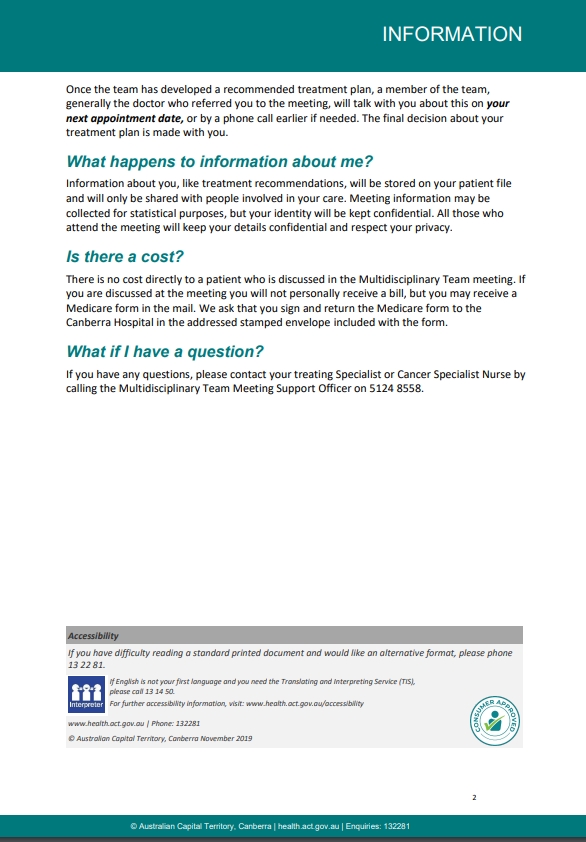 INFORMATION
Once the team has developed a recommended treatment plan, a member of the team,
generally the doctor who referred you to the meeting, will talk with you about this on your
next appointment date, or by a phone call earlier if needed. The final decision about your
treatment plan is made with you.
What happens to information about me?
Information about you, like treatment recommendations, will be stored on your patient file
and will only be shared with people involved in your care. Meeting information may be
collected for statistical purposes, but your identity will be kept confidential. All those who
attend the meeting will keep your details confidential and respect your privacy.
Is there a cost?
There is no cost directly to a patient who is discussed in the Multidisciplinary Team meeting. If
you are discussed at the meeting you will not personally receive a bill, but you may receive a
Medicare form in the mail. We ask that you sign and return the Medicare form to the
Canberra Hospital in the addressed stamped envelope included with the form.
What if I have a question?
If you have any questions, please contact your treating Specialist or Cancer Specialist Nurse by
calling the Multidisciplinary Team Meeting Support Officer on 5124 8558.
Accessibility
If you have difficulty reading a standard printed document and would like an alternative format, please phone
13 22 81.
Interpreter
If English is not your first language and you need the Translating and Interpreting Service (TIS),
please call 13 14 50.
For further accessibility information, visit: www.health.act.gov.au/accessibility
www.health.act.gov.au | Phone: 132281
© Australian Capital Territory, Canberra November 2019
CONSUMER APPROVED
2
© Australian Capital Territory, Canberra | health.act.gov.au | Enquiries: 132281